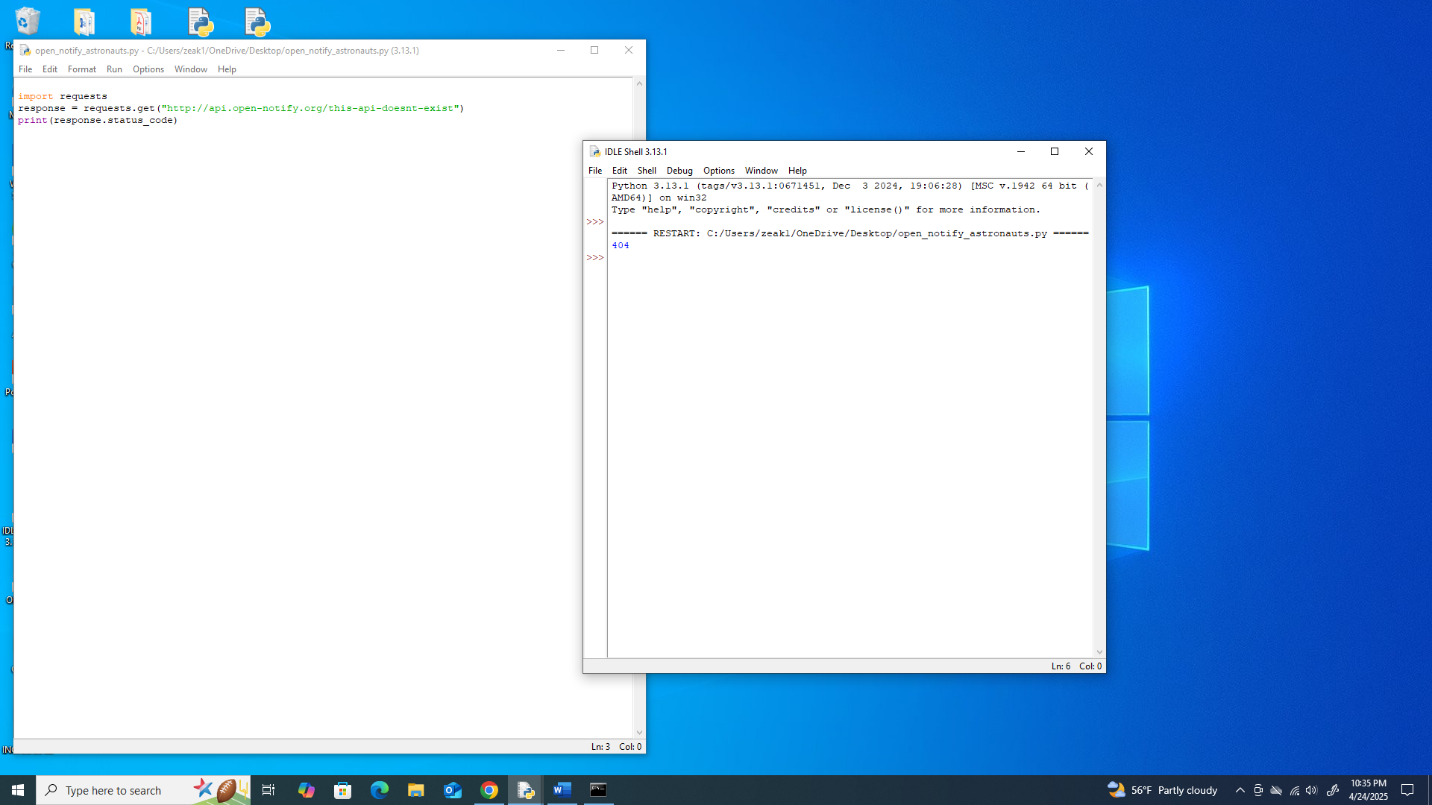 open_notify_astronauts.py - C:/Users/zeak1/OneDrive/Desktop/open_notify_astronauts.py (3.13.1)
File Edit Format Run Options Window Help
import requests
response = requests.get("http://api.open-notify.org/this-api-doesnt-exist")
print(response.status_code)
Ln: 3 Col: 0
IDLE Shell 3.13.1
File Edit Shell Debug Options Window Help
Python 3.13.1 (tags/v3.13.1:0671451, Dec  3 2024, 19:06:28) [MSC v.1942 64 bit (
AMD64)] on win32
Type "help", "copyright", "credits" or "license()" for more information.
>>>
====== RESTART: C:/Users/zeak1/OneDrive/Desktop/open_notify_astronauts.py ======
404
>>>
Ln: 6 Col: 0
Type here to search
56°F Partly cloudy
10:35 PM
4/24/2025